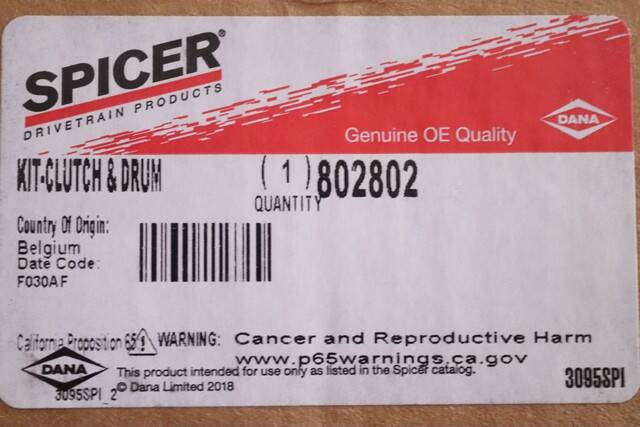 SPICER®
DRIVETRAIN PRODUCTS
Genuine OE Quality
DANA
KIT-CLUTCH & DRUM
( 1 ) 802802
QUANTITY
Country Of Origin:
Belgium
Date Code:
F030AF
California Proposition 65 WARNING: Cancer and Reproductive Harm
www.p65warnings.ca.gov
DANA
This product intended for use only as listed in the Spicer catalog.
3095SPI 2 © Dana Limited 2018
3095SPI